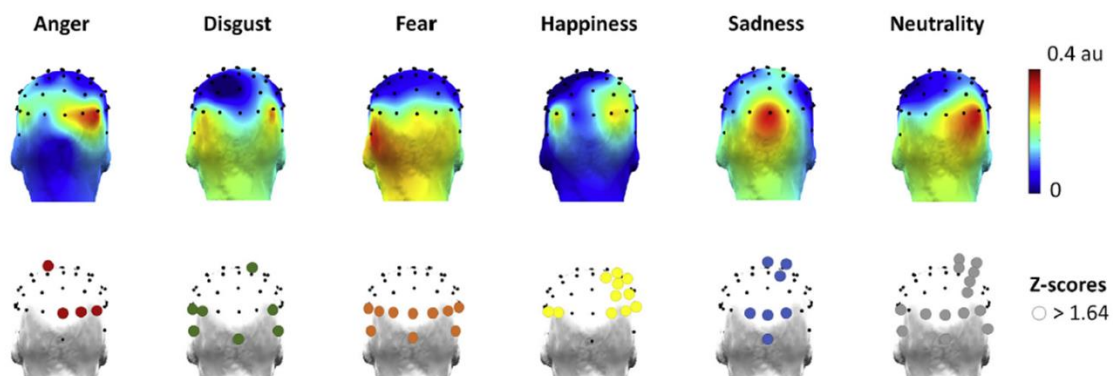 Anger Disgust Fear Happiness Sadness Neutrality
0.4 au
0
Z-scores
> 1.64